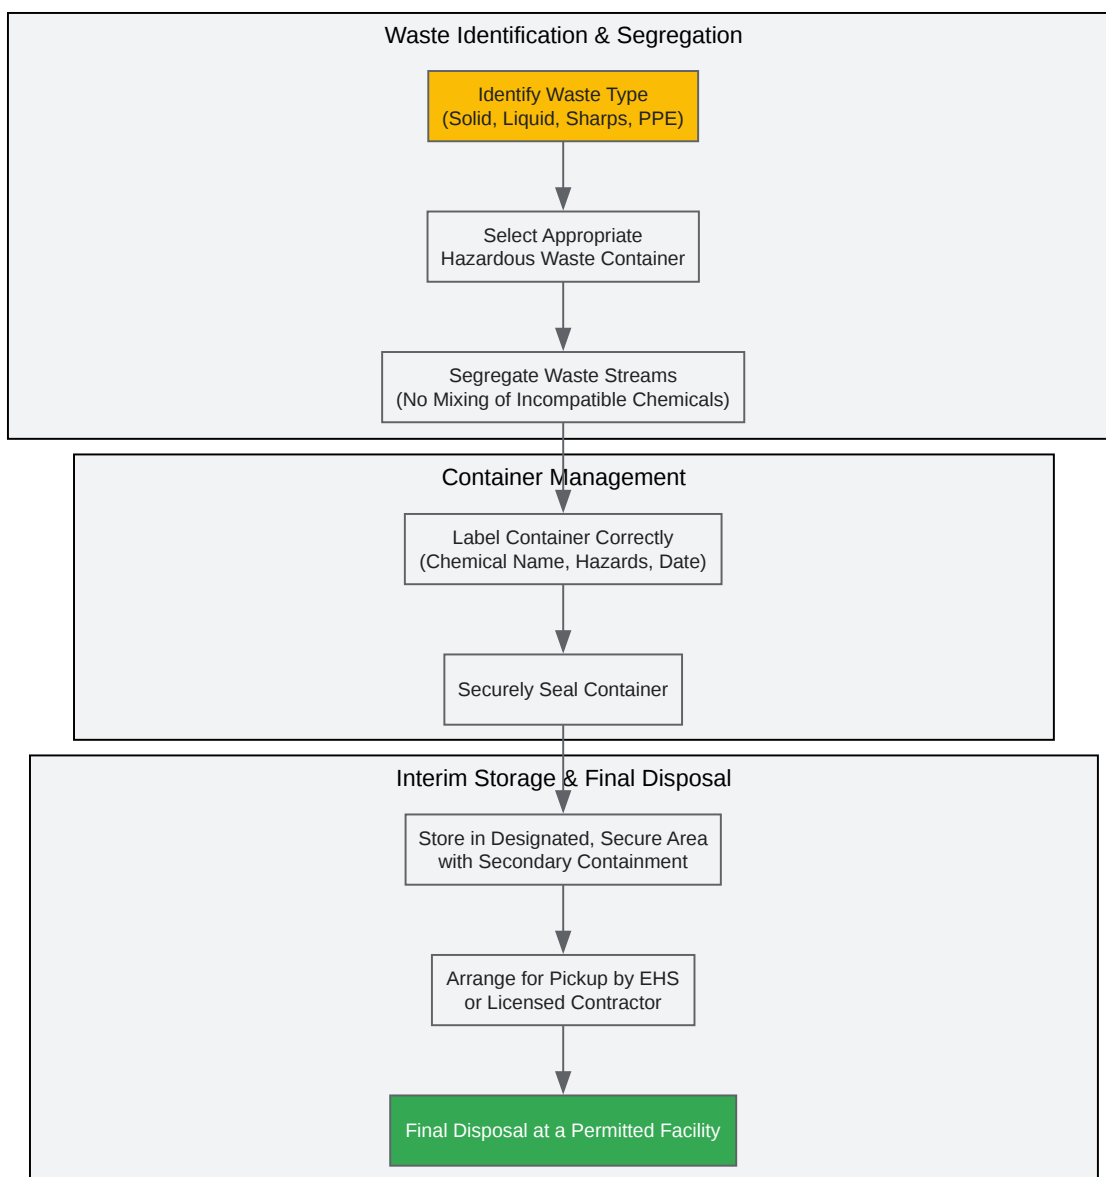 Waste Identification & Segregation
Identify Waste Type
(Solid, Liquid, Sharps, PPE)
Select Appropriate
Hazardous Waste Container
Segregate Waste Streams
(No Mixing of Incompatible Chemicals)
Container Management
Label Container Correctly
(Chemical Name, Hazards, Date)
Securely Seal Container
Interim Storage & Final Disposal
Store in Designated, Secure Area
with Secondary Containment
Arrange for Pickup by EHS
or Licensed Contractor
Final Disposal at a Permitted Facility